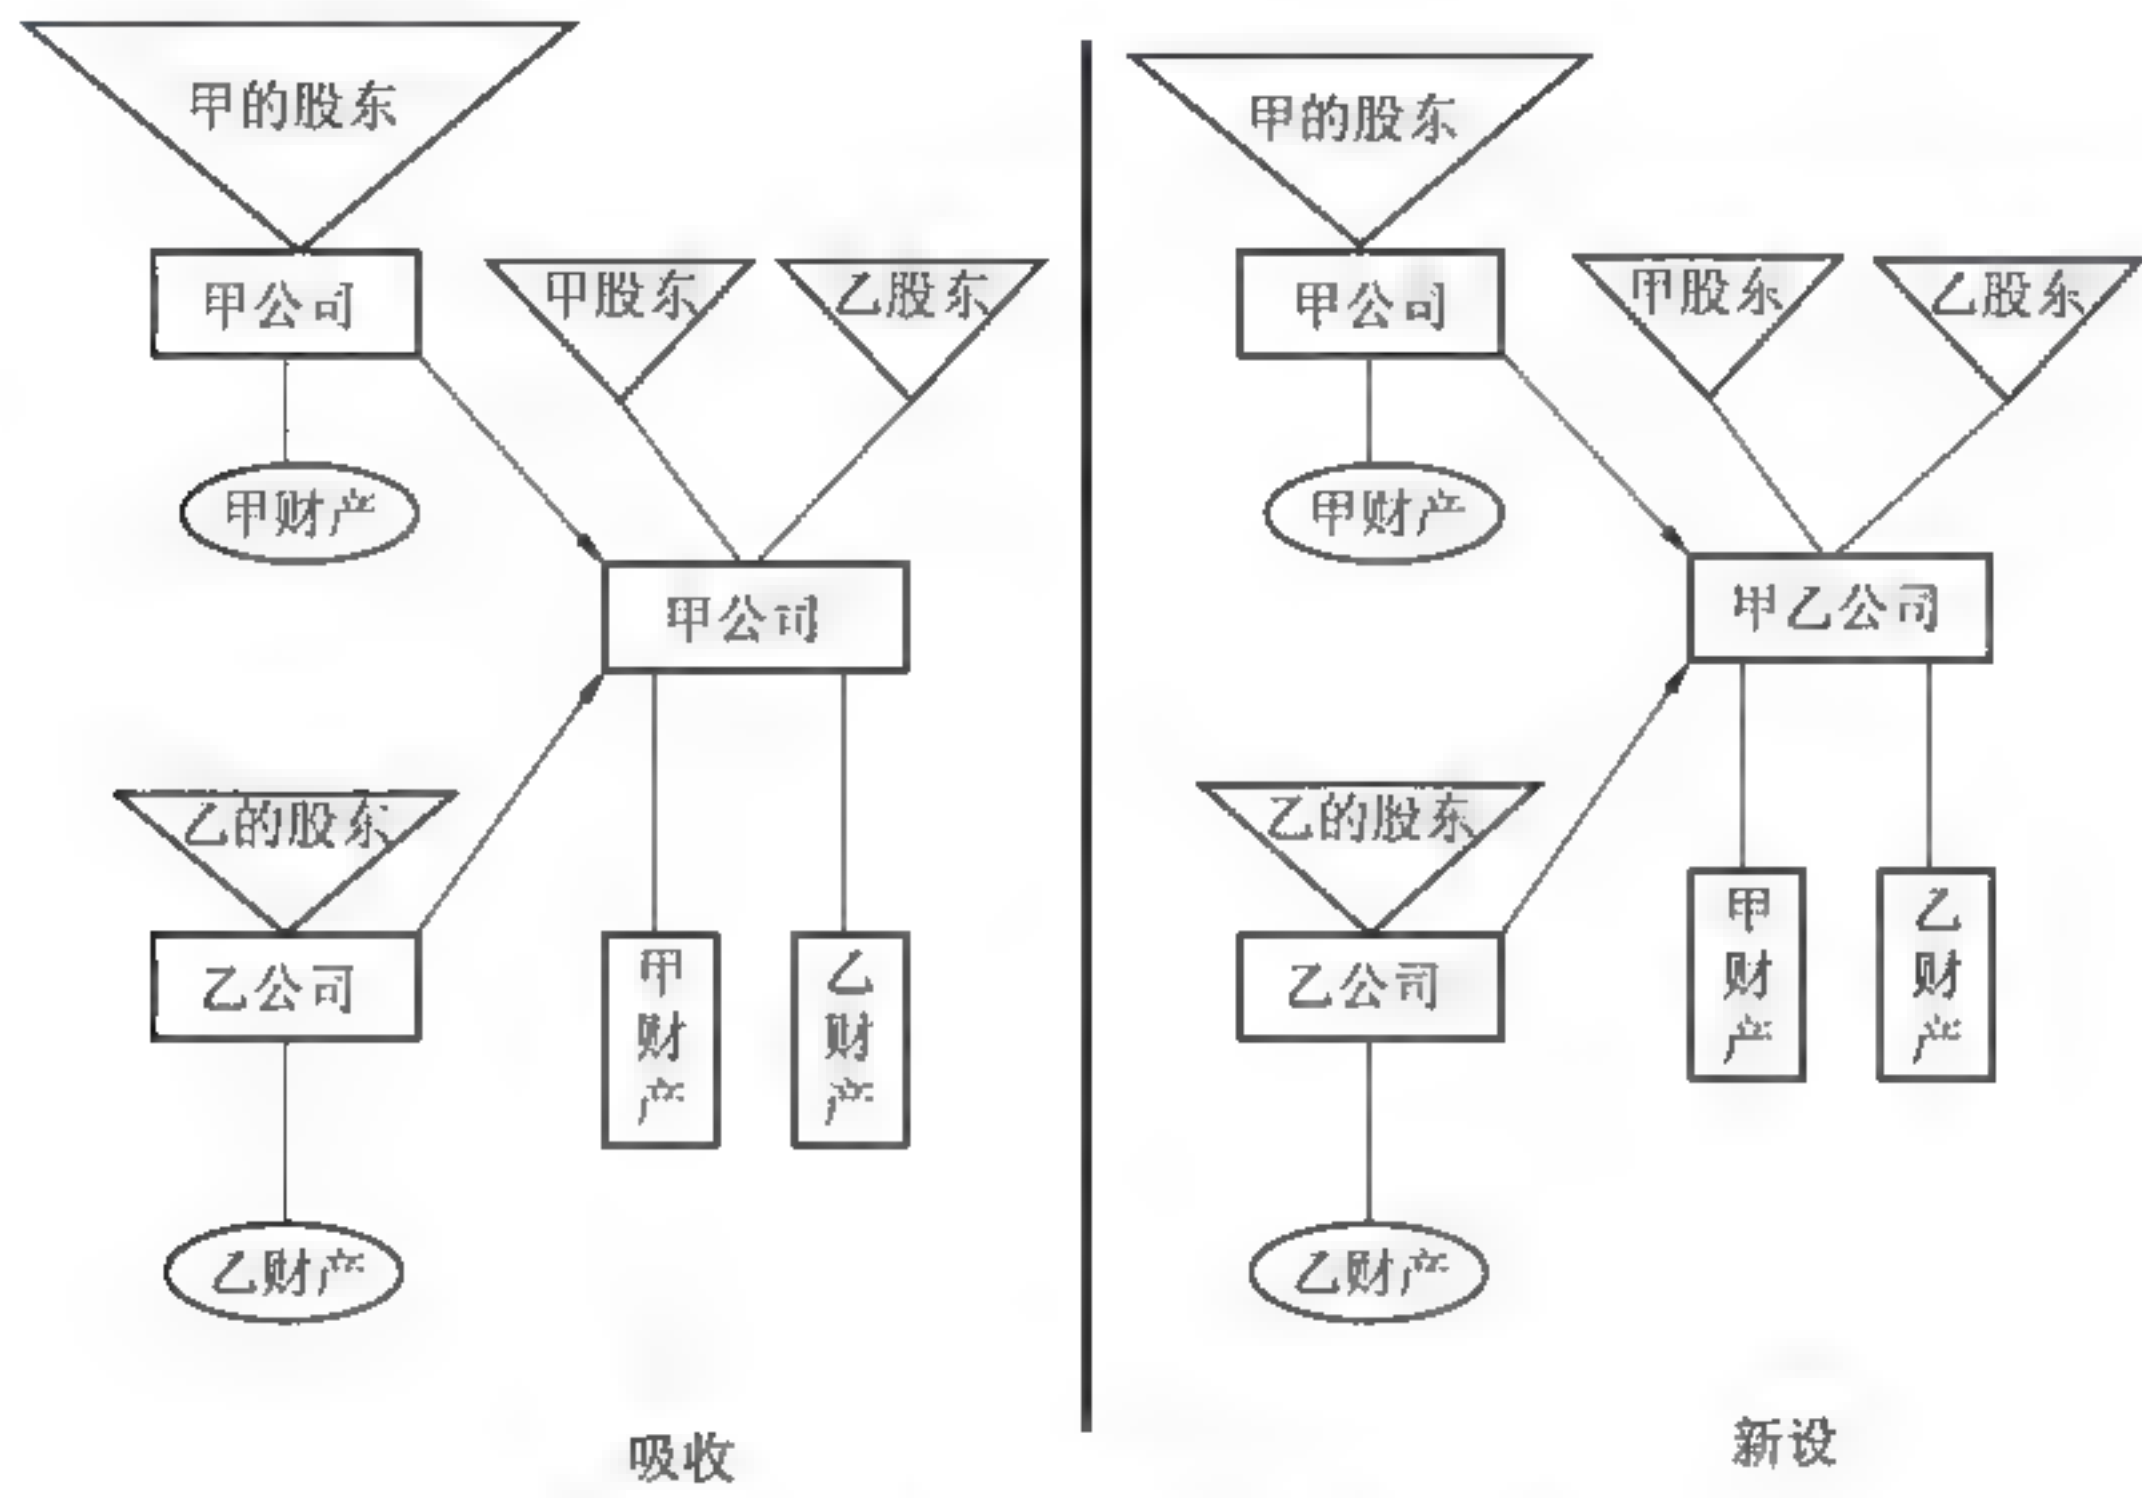 甲的股东
甲公司
甲股东
乙股东
甲财产
甲公司
乙的股东
乙公司
甲财产
乙财产
乙财产
吸收
甲的股东
甲公司
甲股东
乙股东
甲财产
甲乙公司
乙的股东
乙公司
甲财产
乙财产
乙财产
新设